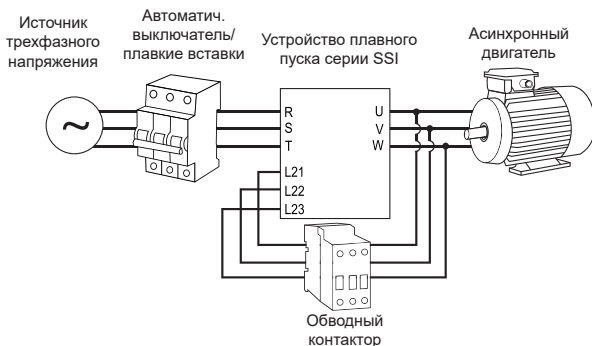 Источник
трехфазного
напряжения
Автоматич.
выключатель/
плавкие вставки
Устройство плавного
пуска серии SSI
Асинхронный
двигатель
~
R
S
T
L21
L22
L23
U
V
W
Обводный
контактор